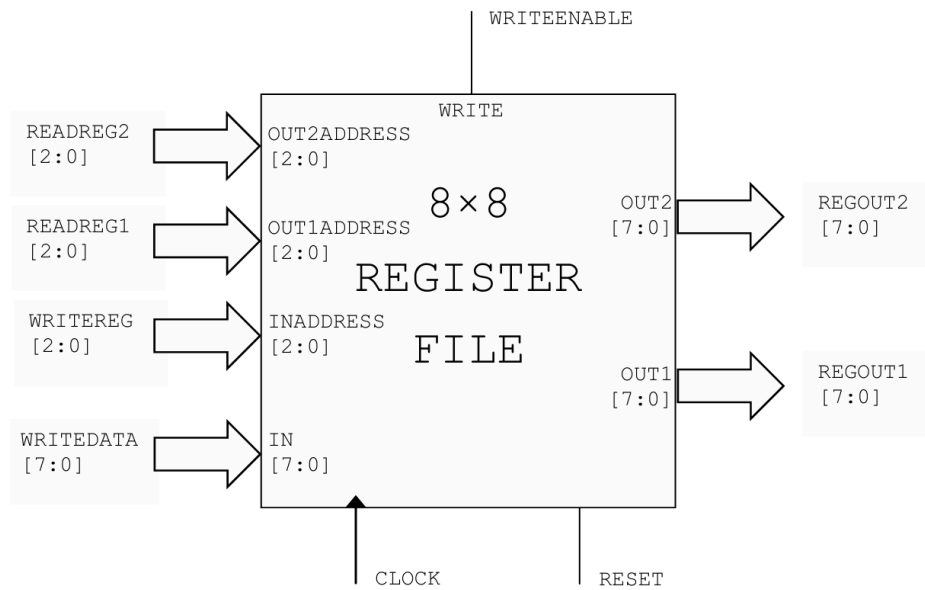 WRITEENABLE
WRITE
READREG2
[2:0]
OUT2ADDRESS
[2:0]
READREG1
[2:0]
OUT1ADDRESS
[2:0]
WRITEREG
[2:0]
INADDRESS
[2:0]
WRITEDATA
[7:0]
IN
[7:0]
8×8
REGISTER
FILE
OUT2
[7:0]
REGOUT2
[7:0]
OUT1
[7:0]
REGOUT1
[7:0]
CLOCK
RESET